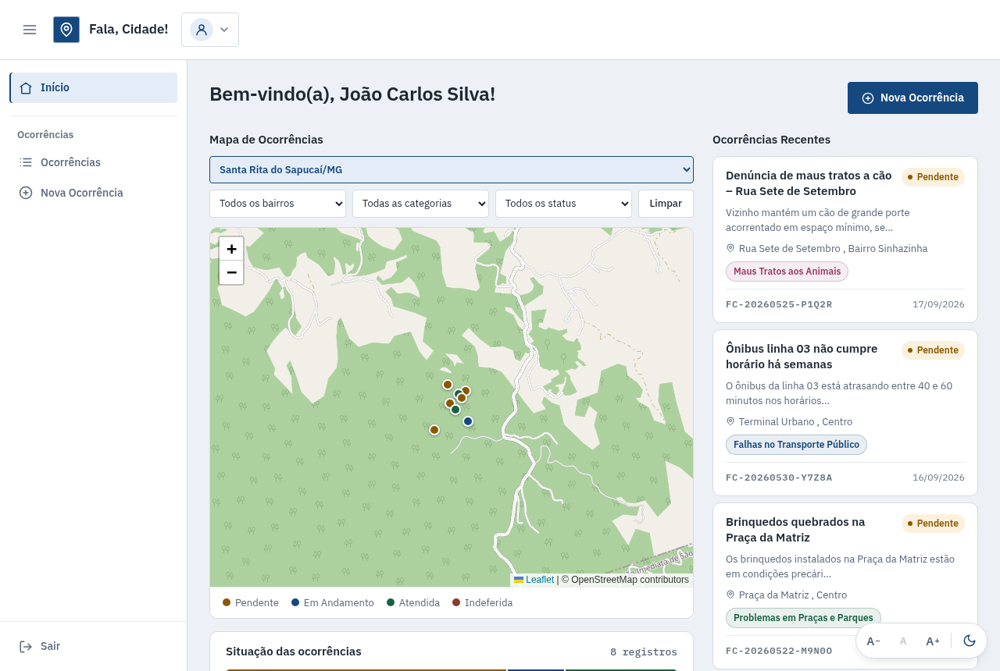 Fala, Cidade!
Início
Ocorrências
Ocorrências
Nova Ocorrência
Sair
Bem-vindo(a), João Carlos Silva!
Nova Ocorrência
Mapa de Ocorrências
Santa Rita do Sapucaí/MG
Todos os bairros
Todas as categorias
Todos os status
Limpar
+
−
Imediata de São
Leaflet | © OpenStreetMap contributors
Pendente
Em Andamento
Atendida
Indeferida
Situação das ocorrências
8 registros
Ocorrências Recentes
Denúncia de maus tratos a cão
– Rua Sete de Setembro
Pendente
Vizinho mantém um cão de grande porte
acorrentado em espaço mínimo, se...
Rua Sete de Setembro , Bairro Sinhazinha
Maus Tratos aos Animais
FC-20260525-P1Q2R
17/09/2026
Ônibus linha 03 não cumpre
horário há semanas
Pendente
O ônibus da linha 03 está atrasando entre 40 e 60
minutos nos horários...
Terminal Urbano , Centro
Falhas no Transporte Público
FC-20260530-Y7Z8A
16/09/2026
Brinquedos quebrados na
Praça da Matriz
Pendente
Os brinquedos instalados na Praça da Matriz estão
em condições precári...
Praça da Matriz , Centro
Problemas em Praças e Parques
FC-20260522-M9N0O
A−
A
A+